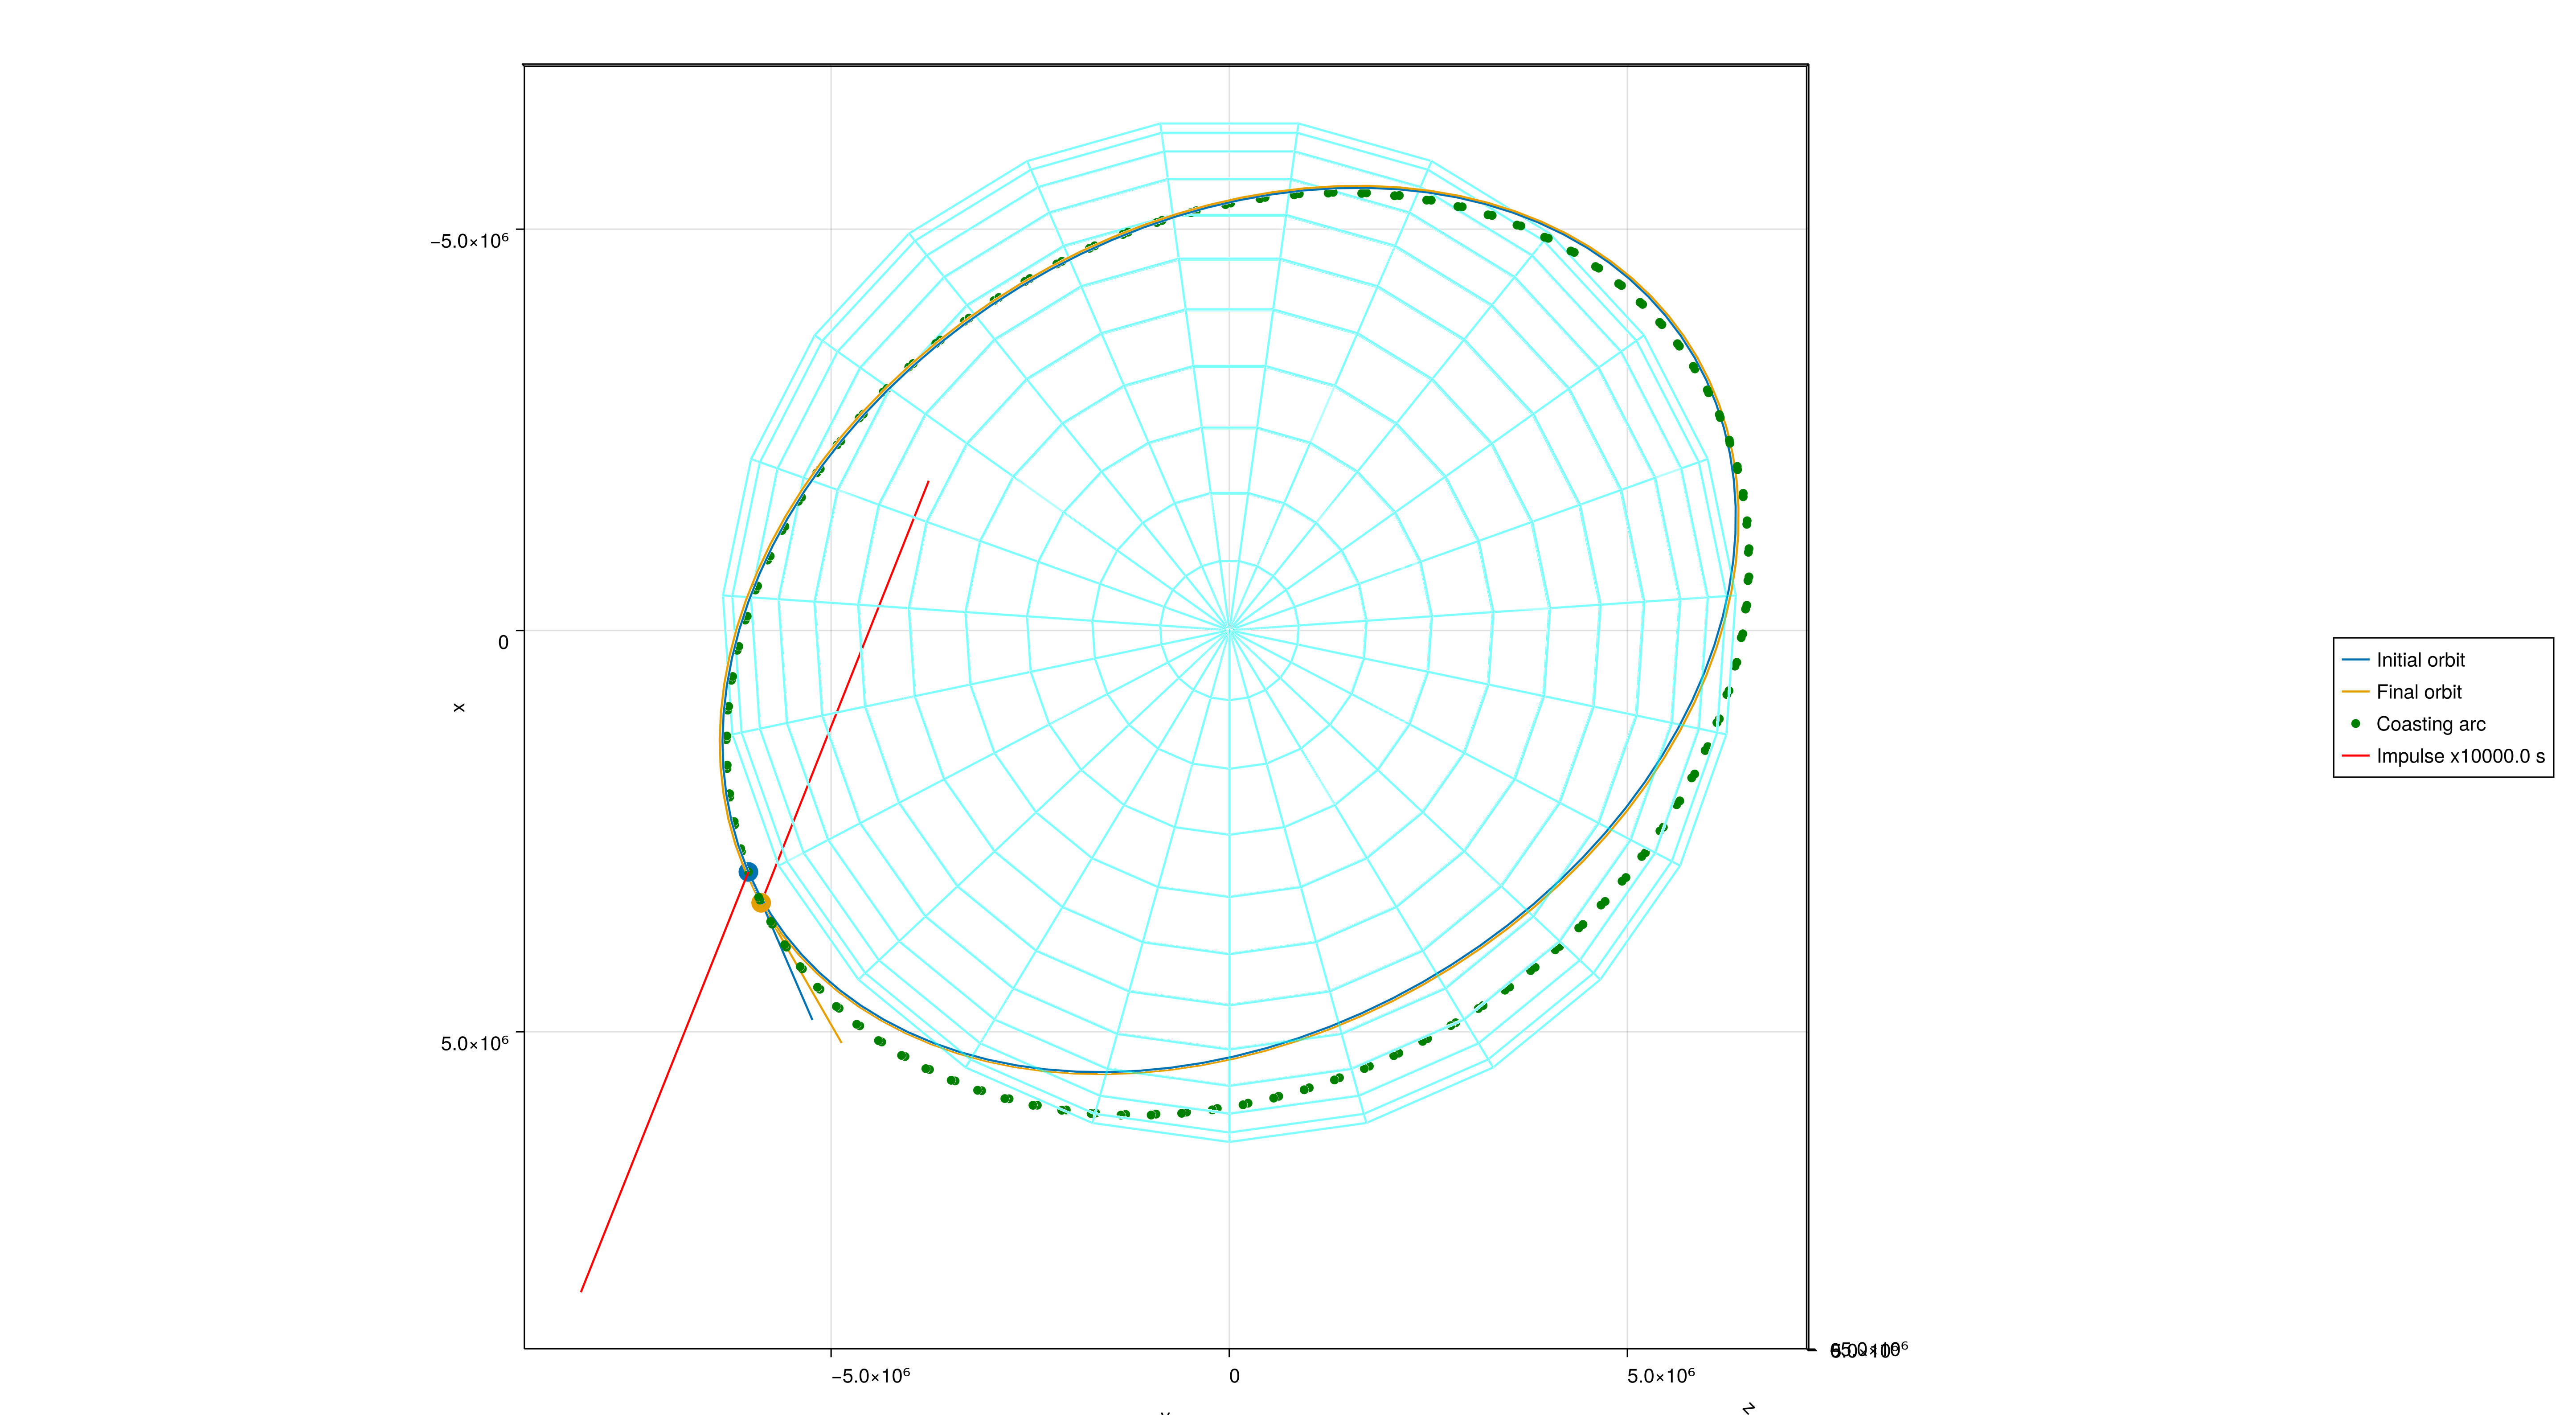 −5.0×10⁶
0
x
5.0×10⁶
−5.0×10⁶
0
5.0×10⁶
z
Initial orbit
Final orbit
Coasting arc
Impulse x10000.0 s